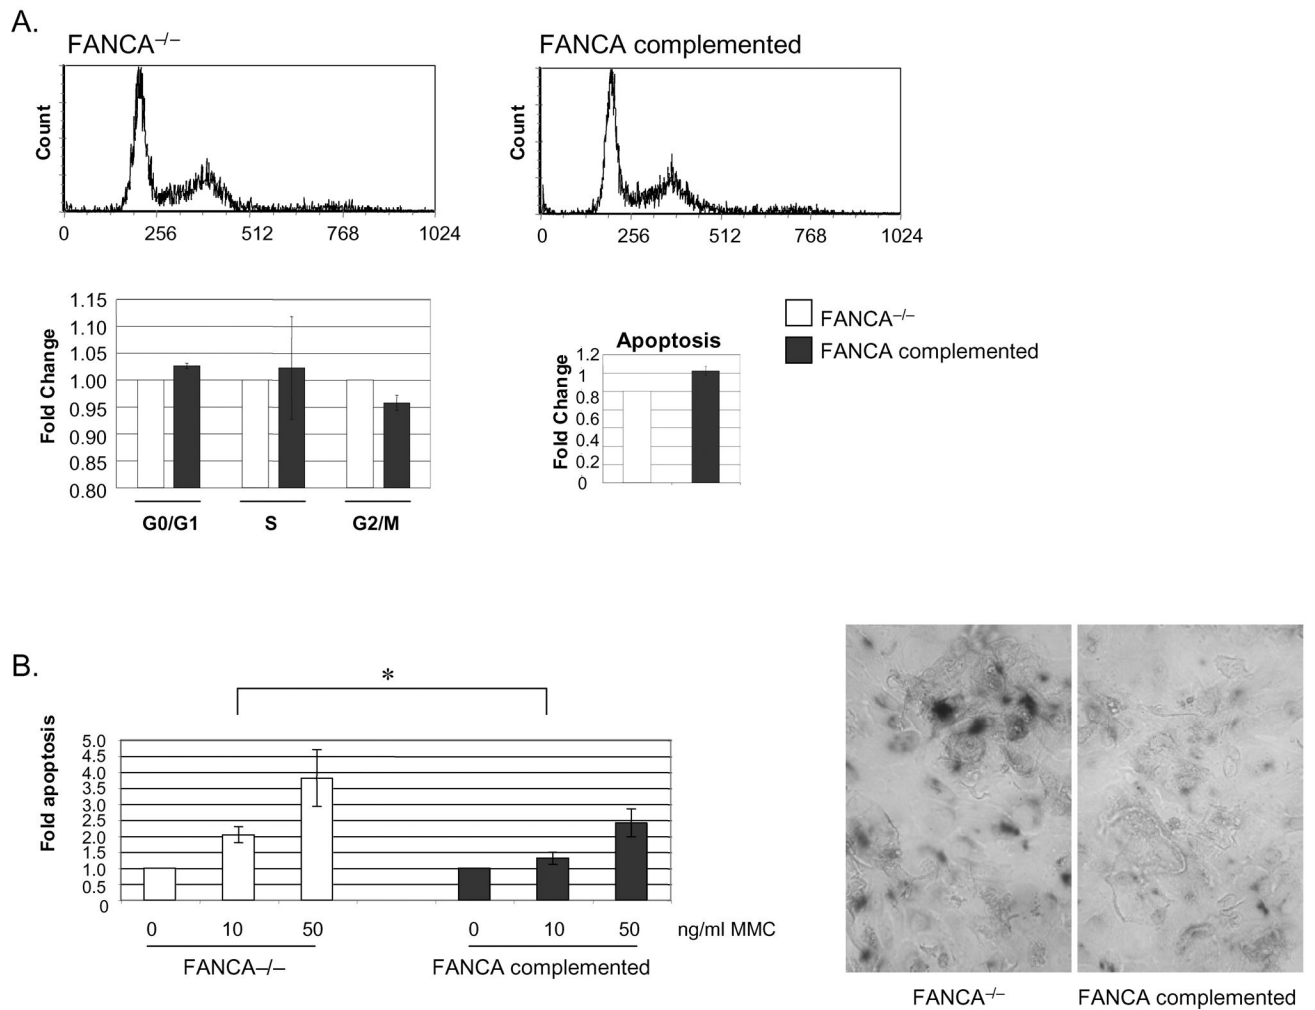 A.
FANCA–/–
FANCA complemented
Count
0 256 512 768 1024
Count
0 256 512 768 1024
Fold Change
1.15
1.10
1.05
1.00
0.95
0.90
0.85
0.80
G0/G1 S G2/M
Apoptosis
Fold Change
1.2
1
0.8
0.6
0.4
0.2
0
FANCA–/–
FANCA complemented
B.
*
Fold apoptosis
5.0
4.5
4.0
3.5
3.0
2.5
2.0
1.5
1.0
0.5
0
0 10 50 0 10 50 ng/ml MMC
FANCA–/– FANCA complemented
FANCA–/– FANCA complemented